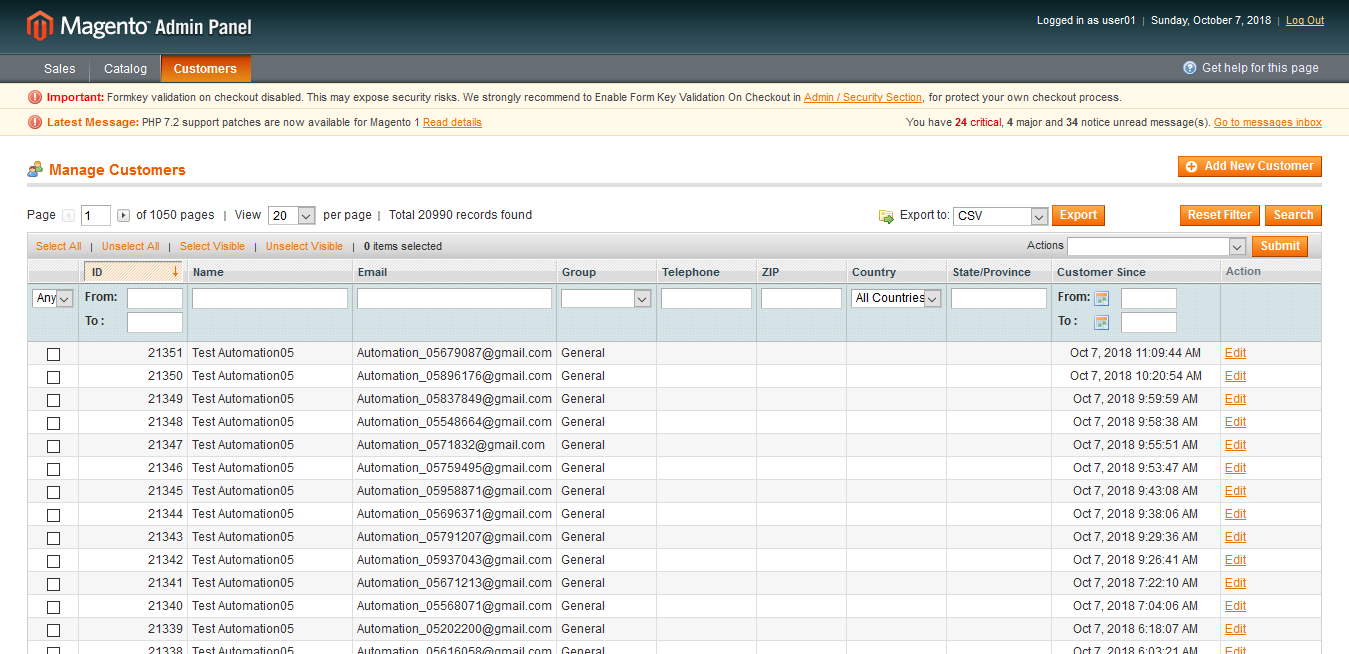 Magento Admin Panel
Logged in as user01 | Sunday, October 7, 2018 | Log Out
Sales Catalog Customers Get help for this page
Important: Formkey validation on checkout disabled. This may expose security risks. We strongly recommend to Enable Form Key Validation On Checkout in Admin / Security Section, for protect your own checkout process.
Latest Message: PHP 7.2 support patches are now available for Magento 1 Read details You have 24 critical, 4 major and 34 notice unread message(s). Go to messages inbox
Manage Customers Add New Customer
Page 1 of 1050 pages | View 20 per page | Total 20990 records found Export to: CSV Export Reset Filter Search
Select All | Unselect All | Select Visible | Unselect Visible | 0 items selected Actions Submit
ID Name Email Group Telephone ZIP Country State/Province Customer Since Action
Any From: All Countries From:
To : To :
21351 Test Automation05 Automation_05679087@gmail.com General Oct 7, 2018 11:09:44 AM Edit
21350 Test Automation05 Automation_05896176@gmail.com General Oct 7, 2018 10:20:54 AM Edit
21349 Test Automation05 Automation_05837849@gmail.com General Oct 7, 2018 9:59:59 AM Edit
21348 Test Automation05 Automation_05548664@gmail.com General Oct 7, 2018 9:58:38 AM Edit
21347 Test Automation05 Automation_0571832@gmail.com General Oct 7, 2018 9:55:51 AM Edit
21346 Test Automation05 Automation_05759495@gmail.com General Oct 7, 2018 9:53:47 AM Edit
21345 Test Automation05 Automation_05958871@gmail.com General Oct 7, 2018 9:43:08 AM Edit
21344 Test Automation05 Automation_05696371@gmail.com General Oct 7, 2018 9:38:06 AM Edit
21343 Test Automation05 Automation_05791207@gmail.com General Oct 7, 2018 9:29:36 AM Edit
21342 Test Automation05 Automation_05937043@gmail.com General Oct 7, 2018 9:26:41 AM Edit
21341 Test Automation05 Automation_05671213@gmail.com General Oct 7, 2018 7:22:10 AM Edit
21340 Test Automation05 Automation_05568071@gmail.com General Oct 7, 2018 7:04:06 AM Edit
21339 Test Automation05 Automation_05202200@gmail.com General Oct 7, 2018 6:18:07 AM Edit
21338 Test Automation05 Automation_05616058@gmail.com General Oct 7, 2018 6:03:21 AM Edit